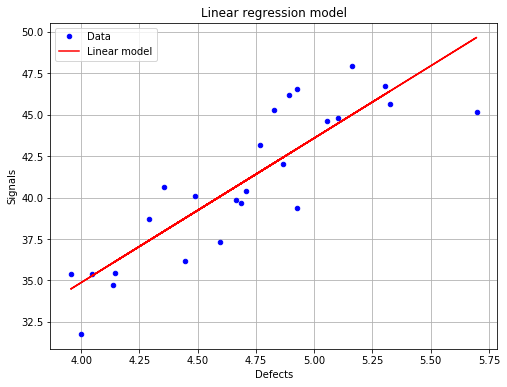 Linear regression model
Data
Linear model
50.0
47.5
45.0
42.5
40.0
37.5
35.0
32.5
Signals
4.00 4.25 4.50 4.75 5.00 5.25 5.50 5.75
Defects